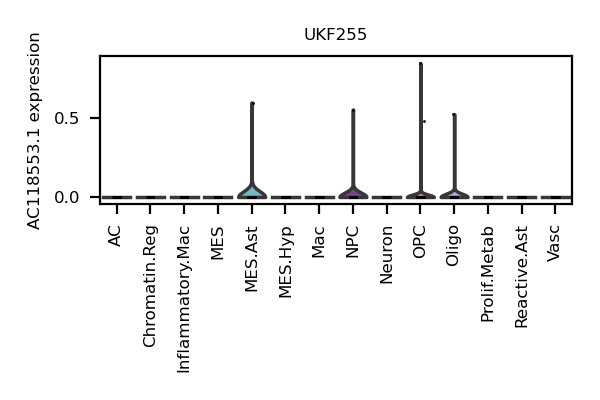 UKF255
AC118553.1 expression
0.5
0.0
AC
Chromatin.Reg
Inflammatory.Mac
MES
MES.Ast
MES.Hyp
Mac
NPC
Neuron
OPC
Oligo
Prolif.Metab
Reactive.Ast
Vasc